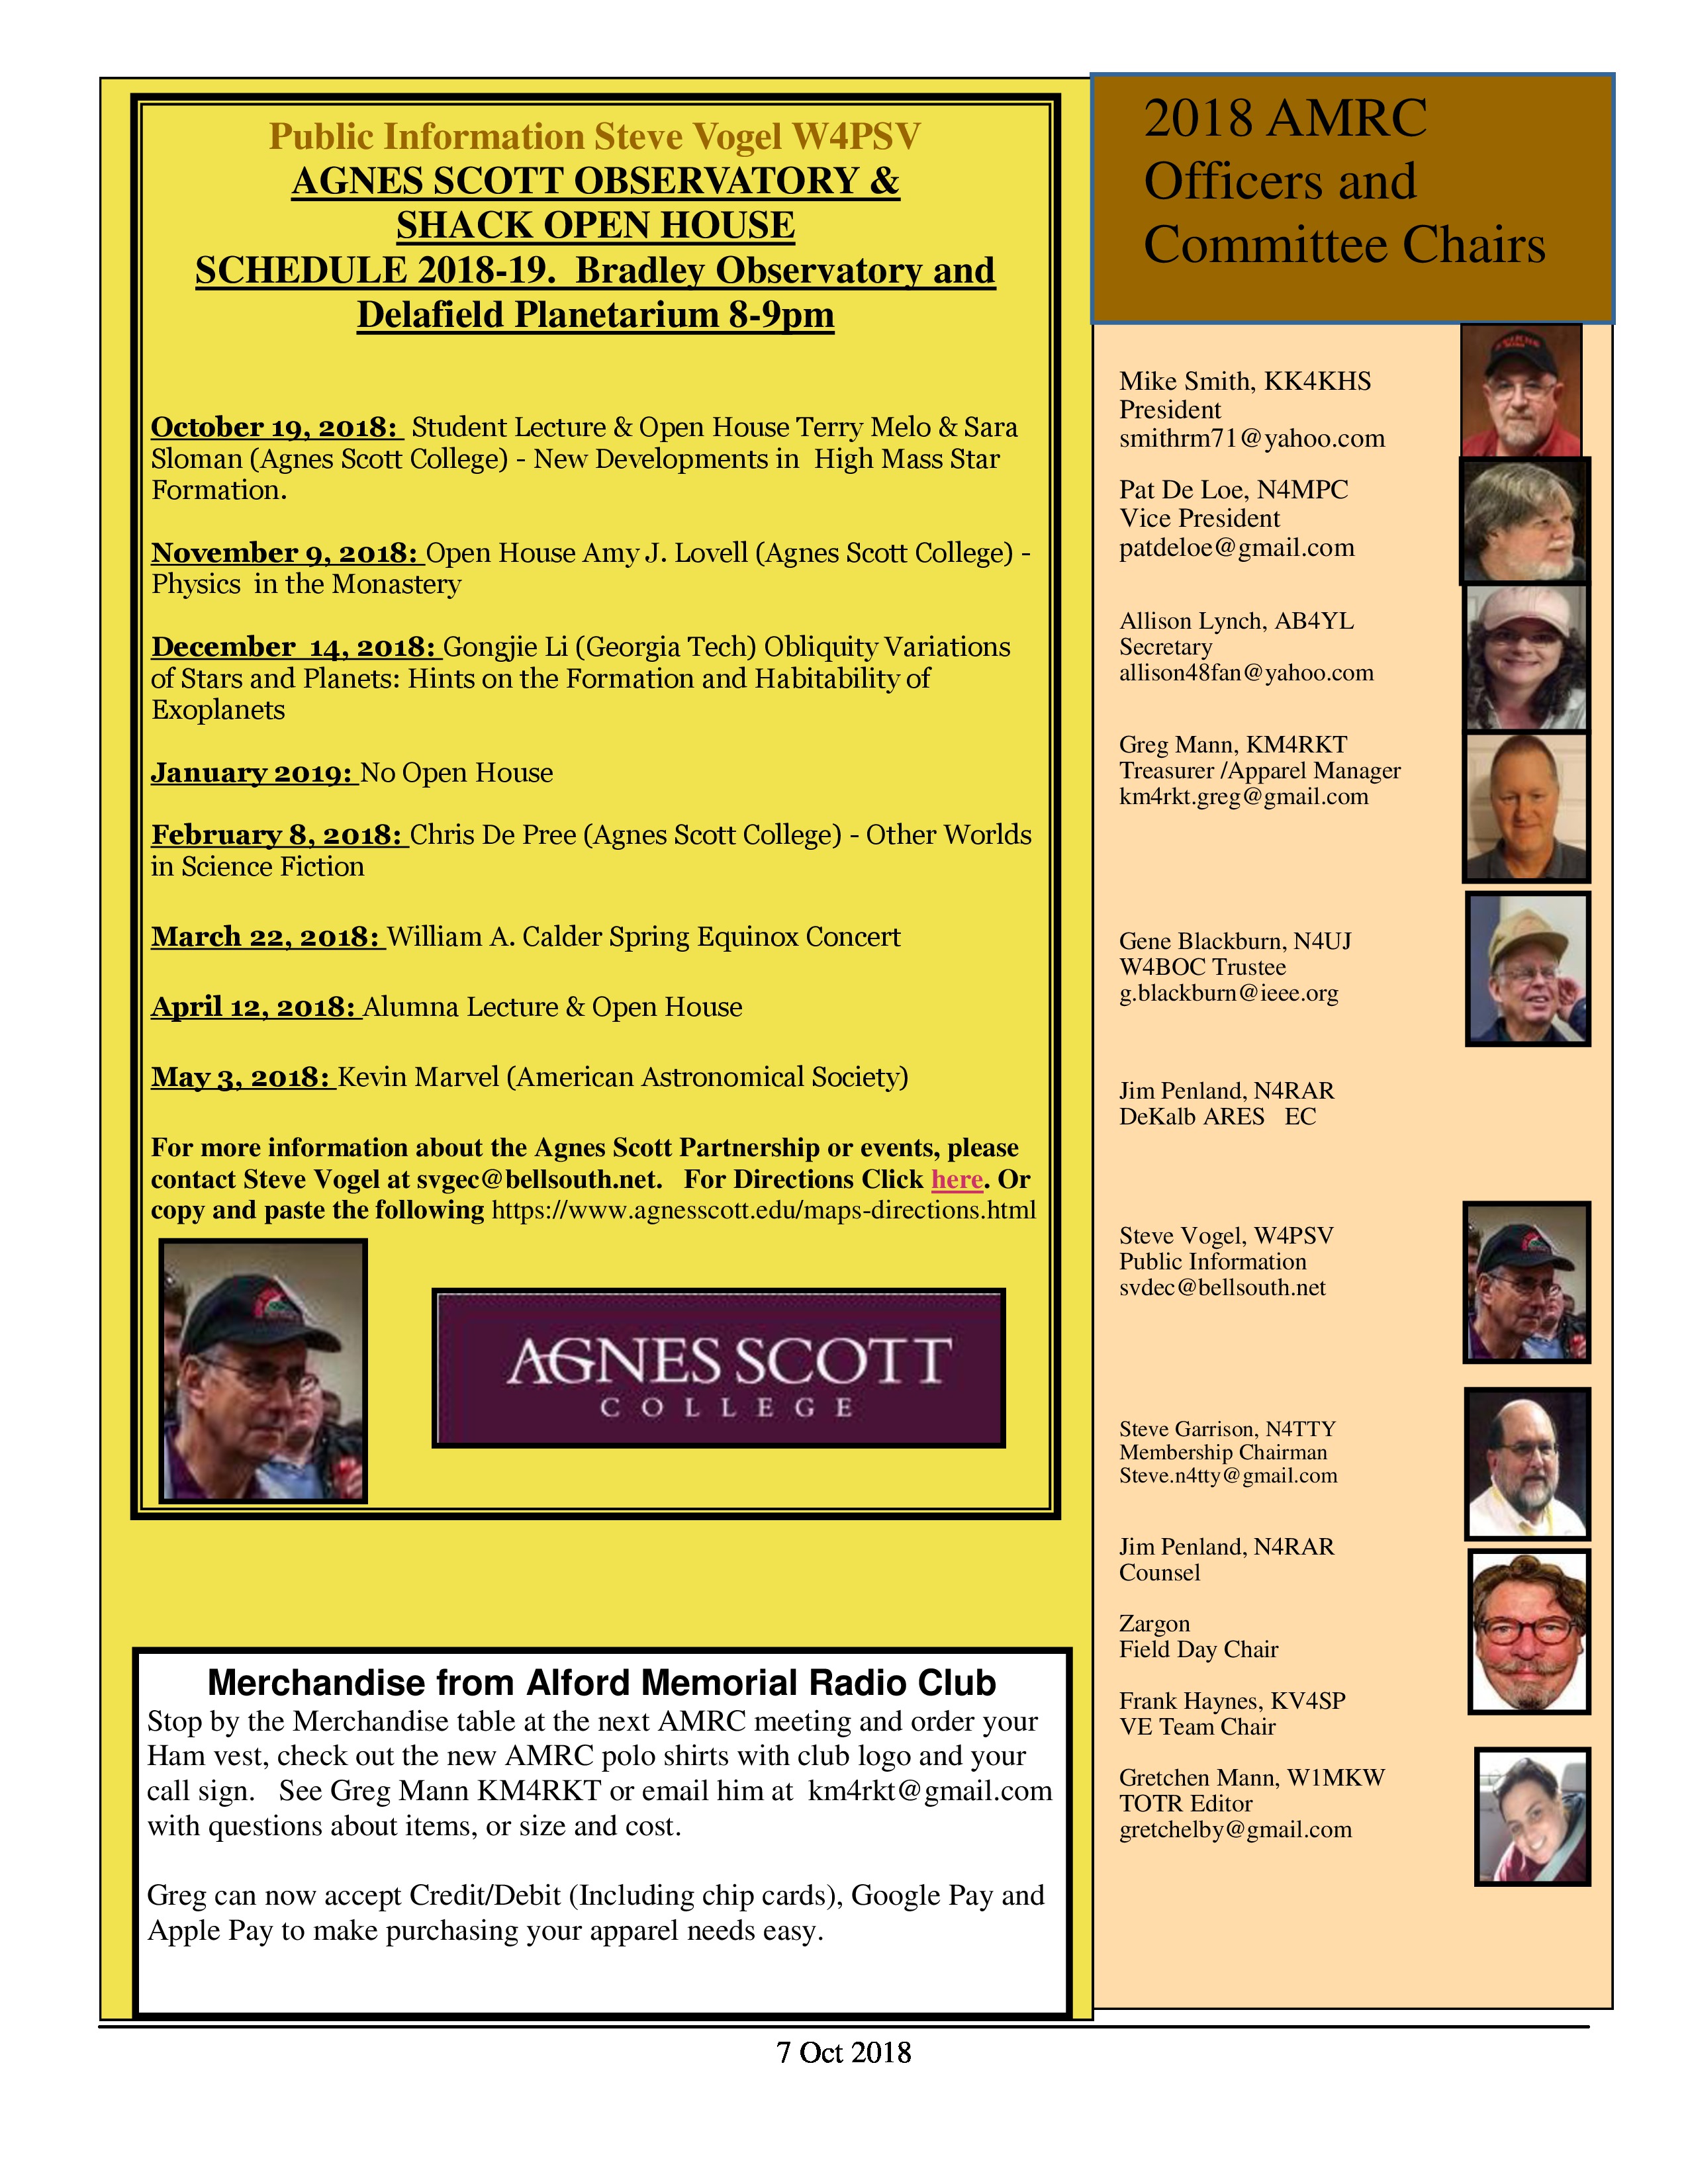 Public Information Steve Vogel W4PSV
AGNES SCOTT OBSERVATORY &
SHACK OPEN HOUSE
SCHEDULE 2018-19.  Bradley Observatory and
Delafield Planetarium 8-9pm
October 19, 2018:  Student Lecture & Open House Terry Melo & Sara
Sloman (Agnes Scott College) - New Developments in  High Mass Star
Formation.
November 9, 2018: Open House Amy J. Lovell (Agnes Scott College) -
Physics  in the Monastery
December  14, 2018: Gongjie Li (Georgia Tech) Obliquity Variations
of Stars and Planets: Hints on the Formation and Habitability of
Exoplanets
January 2019: No Open House
February 8, 2018: Chris De Pree (Agnes Scott College) - Other Worlds
in Science Fiction
March 22, 2018: William A. Calder Spring Equinox Concert
April 12, 2018: Alumna Lecture & Open House
May 3, 2018: Kevin Marvel (American Astronomical Society)
For more information about the Agnes Scott Partnership or events, please
contact Steve Vogel at svgec@bellsouth.net.   For Directions Click here. Or
copy and paste the following https://www.agnesscott.edu/maps-directions.html
AGNES SCOTT
COLLEGE
Merchandise from Alford Memorial Radio Club
Stop by the Merchandise table at the next AMRC meeting and order your
Ham vest, check out the new AMRC polo shirts with club logo and your
call sign.   See Greg Mann KM4RKT or email him at  km4rkt@gmail.com
with questions about items, or size and cost.
Greg can now accept Credit/Debit (Including chip cards), Google Pay and
Apple Pay to make purchasing your apparel needs easy.
2018 AMRC
Officers and
Committee Chairs
Mike Smith, KK4KHS
President
smithrm71@yahoo.com
Pat De Loe, N4MPC
Vice President
patdeloe@gmail.com
Allison Lynch, AB4YL
Secretary
allison48fan@yahoo.com
Greg Mann, KM4RKT
Treasurer /Apparel Manager
km4rkt.greg@gmail.com
Gene Blackburn, N4UJ
W4BOC Trustee
g.blackburn@ieee.org
Jim Penland, N4RAR
DeKalb ARES   EC
Steve Vogel, W4PSV
Public Information
svdec@bellsouth.net
Steve Garrison, N4TTY
Membership Chairman
Steve.n4tty@gmail.com
Jim Penland, N4RAR
Counsel
Zargon
Field Day Chair
Frank Haynes, KV4SP
VE Team Chair
Gretchen Mann, W1MKW
TOTR Editor
gretchelby@gmail.com
7 Oct 2018